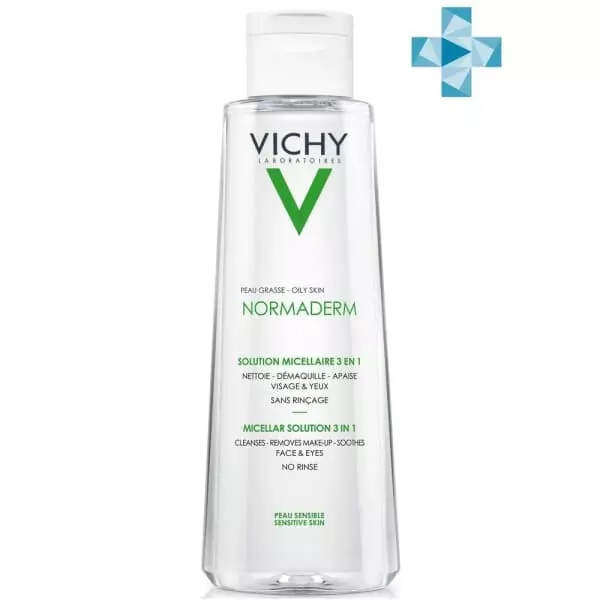 VICHY
LABORATOIRES
V
PEAU GRASSE - OILY SKIN
NORMADERM
SOLUTION MICELLAIRE 3 EN 1
NETTOIE - DÉMAQUILLE - APAISE
VISAGE & YEUX
SANS RINÇAGE
MICELLAR SOLUTION 3 IN 1
CLEANSES - REMOVES MAKE-UP - SOOTHES
FACE & EYES
NO RINSE
PEAU SENSIBLE
SENSITIVE SKIN